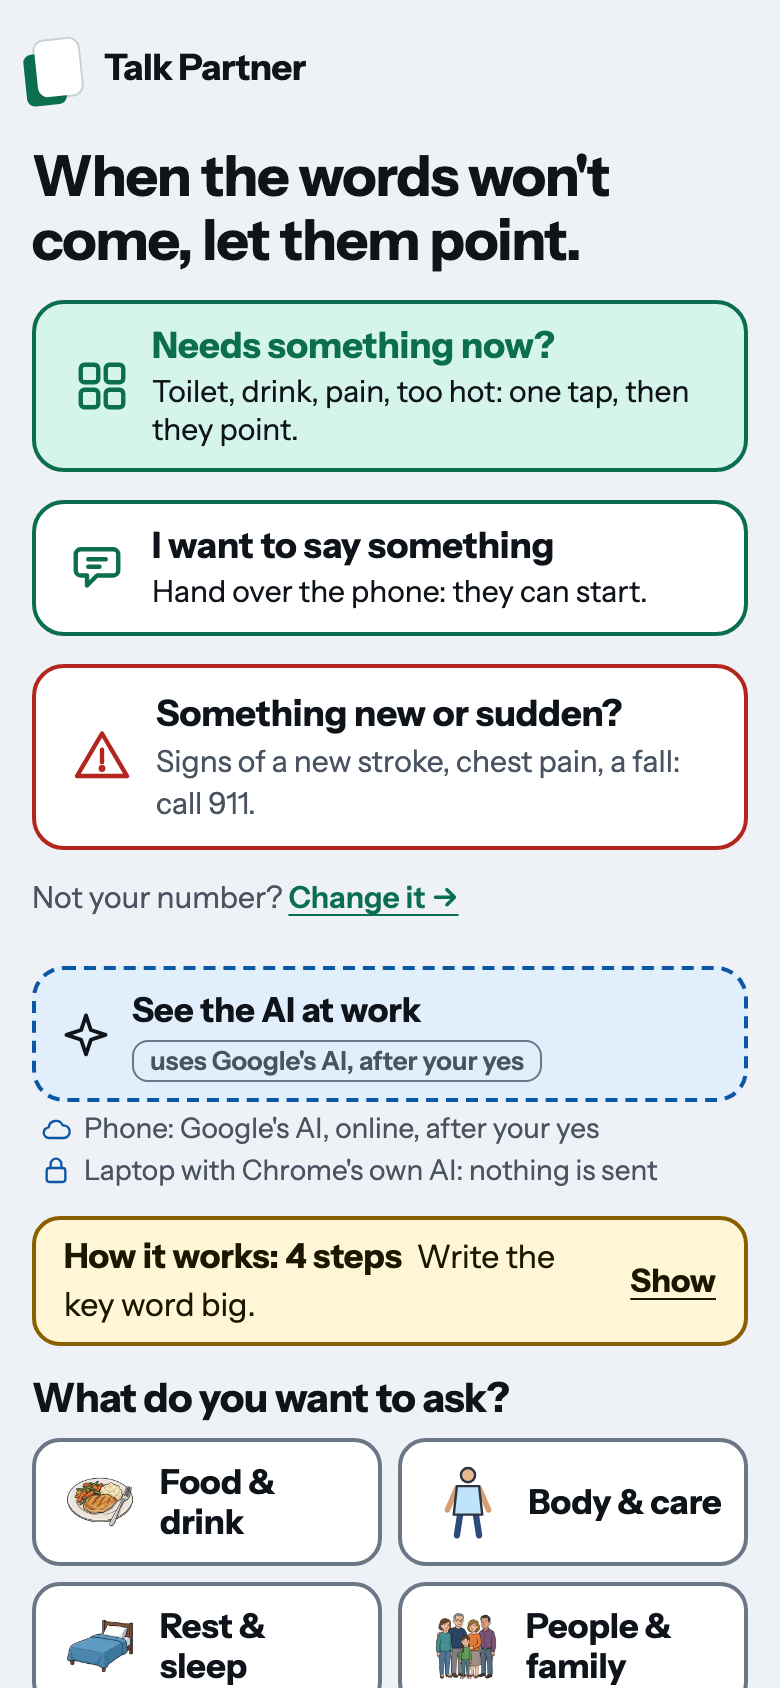 Talk Partner
When the words won't
come, let them point.
Needs something now?
Toilet, drink, pain, too hot: one tap, then
they point.
I want to say something
Hand over the phone: they can start.
Something new or sudden?
Signs of a new stroke, chest pain, a fall:
call 911.
Not your number? Change it →
See the AI at work
uses Google's AI, after your yes
Phone: Google's AI, online, after your yes
Laptop with Chrome's own AI: nothing is sent
How it works: 4 steps Write the
key word big.
Show
What do you want to ask?
Food &
drink
Body & care
Rest &
sleep
People &
family